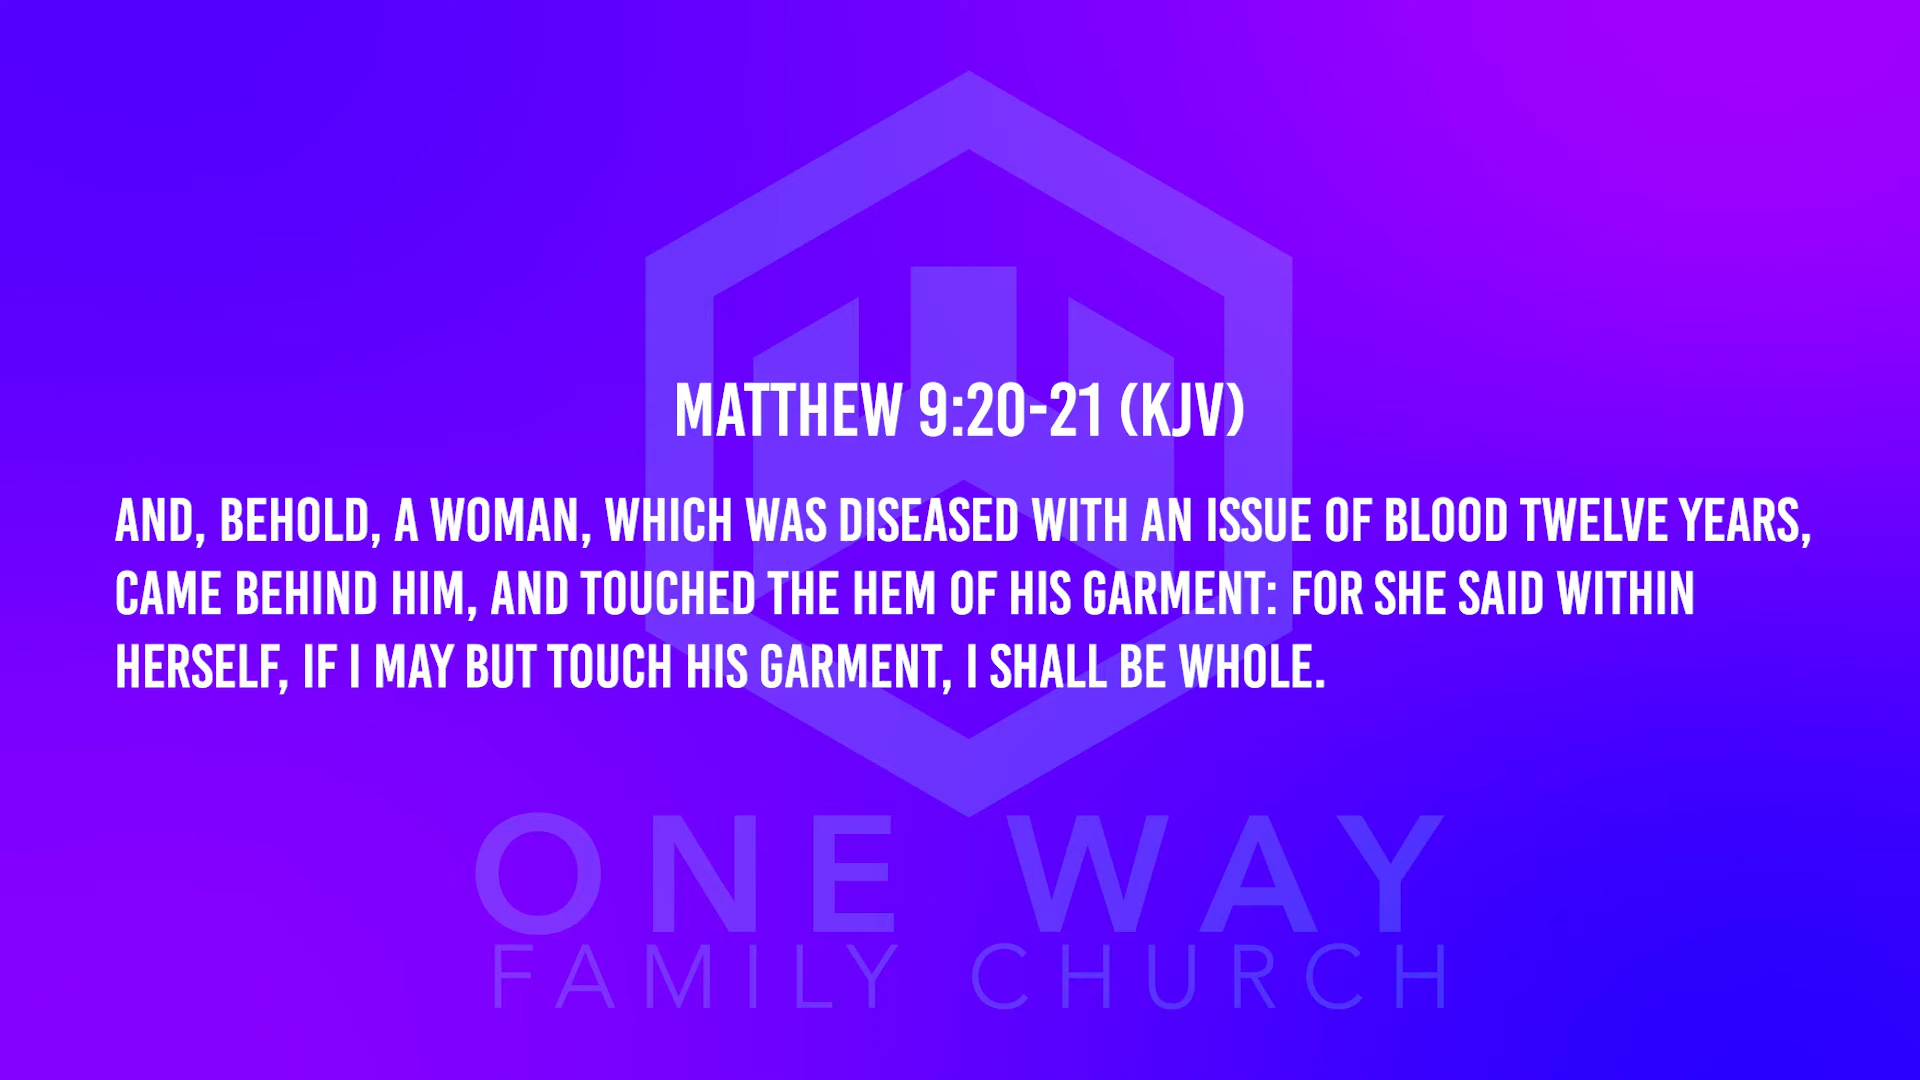 MATTHEW 9:20-21 (KJV)
AND, BEHOLD, A WOMAN, WHICH WAS DISEASED WITH AN ISSUE OF BLOOD TWELVE YEARS,
CAME BEHIND HIM, AND TOUCHED THE HEM OF HIS GARMENT: FOR SHE SAID WITHIN
HERSELF, IF I MAY BUT TOUCH HIS GARMENT, I SHALL BE WHOLE.
ONE WAY
FAMILY CHURCH